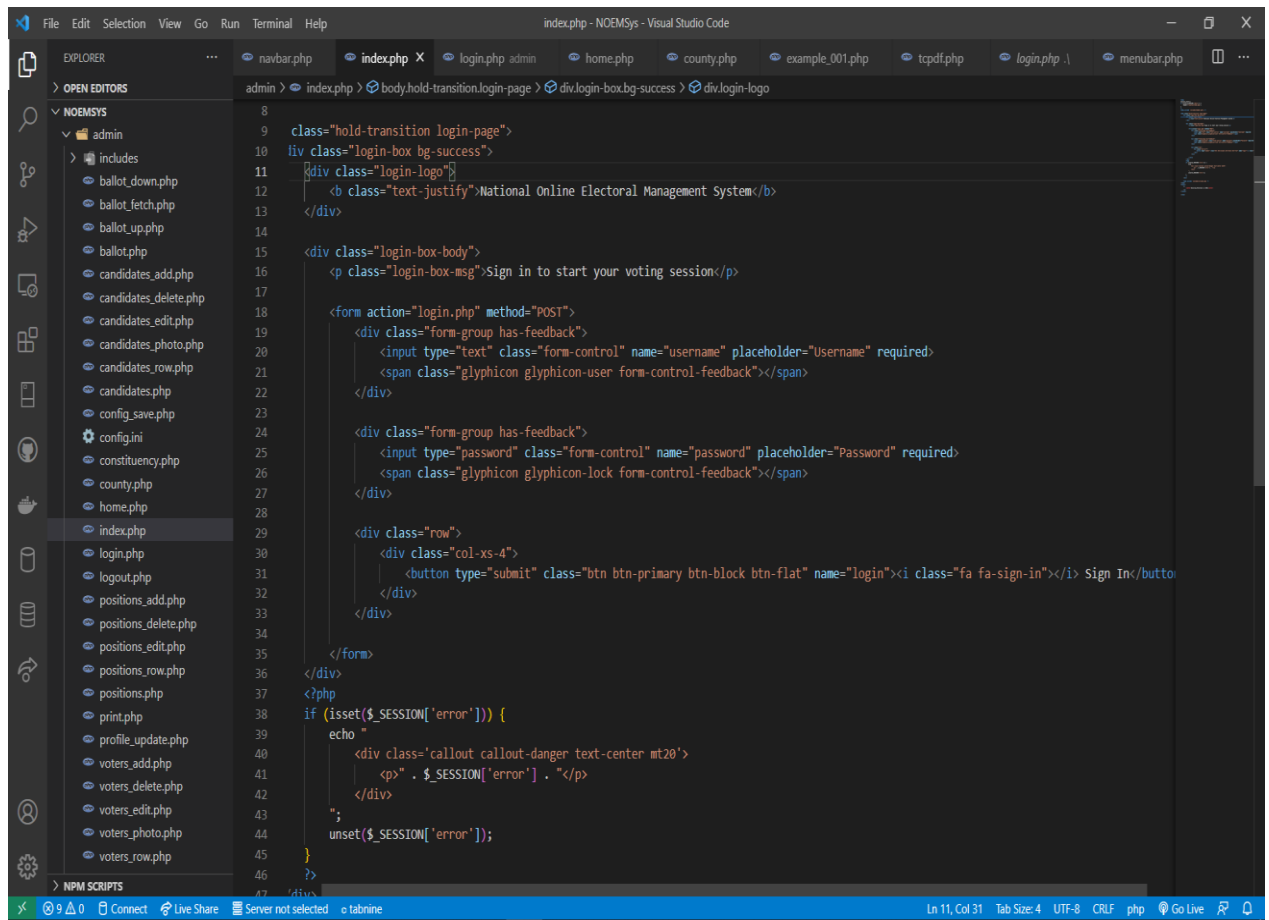 File Edit Selection View Go Run Terminal Help
index.php - NOEMSys - Visual Studio Code
EXPLORER
navbar.php index.php login.php admin home.php county.php example_001.php tcpdf.php login.php .\ menubar.php
OPEN EDITORS
admin > index.php > body.hold-transition.login-page > div.login-box.bg-success > div.login-logo
NOEMSYS
admin
includes
ballot_down.php
ballot_fetch.php
ballot_up.php
ballot.php
candidates_add.php
candidates_delete.php
candidates_edit.php
candidates_photo.php
candidates_row.php
candidates.php
config_save.php
config.ini
constituency.php
county.php
home.php
index.php
login.php
logout.php
positions_add.php
positions_delete.php
positions_edit.php
positions_row.php
positions.php
print.php
profile_update.php
voters_add.php
voters_delete.php
voters_edit.php
voters_photo.php
voters_row.php
NPM SCRIPTS
8
9 class="hold-transition login-page">
10 div class="login-box bg-success">
11 <div class="login-logo">
12 <b class="text-justify">National Online Electoral Management System</b>
13 </div>
14
15 <div class="login-box-body">
16 <p class="login-box-msg">Sign in to start your voting session</p>
17
18 <form action="login.php" method="POST">
19 <div class="form-group has-feedback">
20 <input type="text" class="form-control" name="username" placeholder="Username" required>
21 <span class="glyphicon glyphicon-user form-control-feedback"></span>
22 </div>
23
24 <div class="form-group has-feedback">
25 <input type="password" class="form-control" name="password" placeholder="Password" required>
26 <span class="glyphicon glyphicon-lock form-control-feedback"></span>
27 </div>
28
29 <div class="row">
30 <div class="col-xs-4">
31 <button type="submit" class="btn btn-primary btn-block btn-flat" name="login"><i class="fa fa-sign-in"></i> Sign In</butto
32 </div>
33 </div>
34
35 </form>
36 </div>
37 <?php
38 if (isset($_SESSION['error'])) {
39 echo "
40 <div class='callout callout-danger text-center mt20'>
41 <p>" . $_SESSION['error'] . "</p>
42 </div>
43 ";
44 unset($_SESSION['error']);
45 }
46 ?>
47 /div>
9 0 Connect Live Share Server not selected tabnine
Ln 11, Col 31 Tab Size: 4 UTF-8 CRLF php Go Live